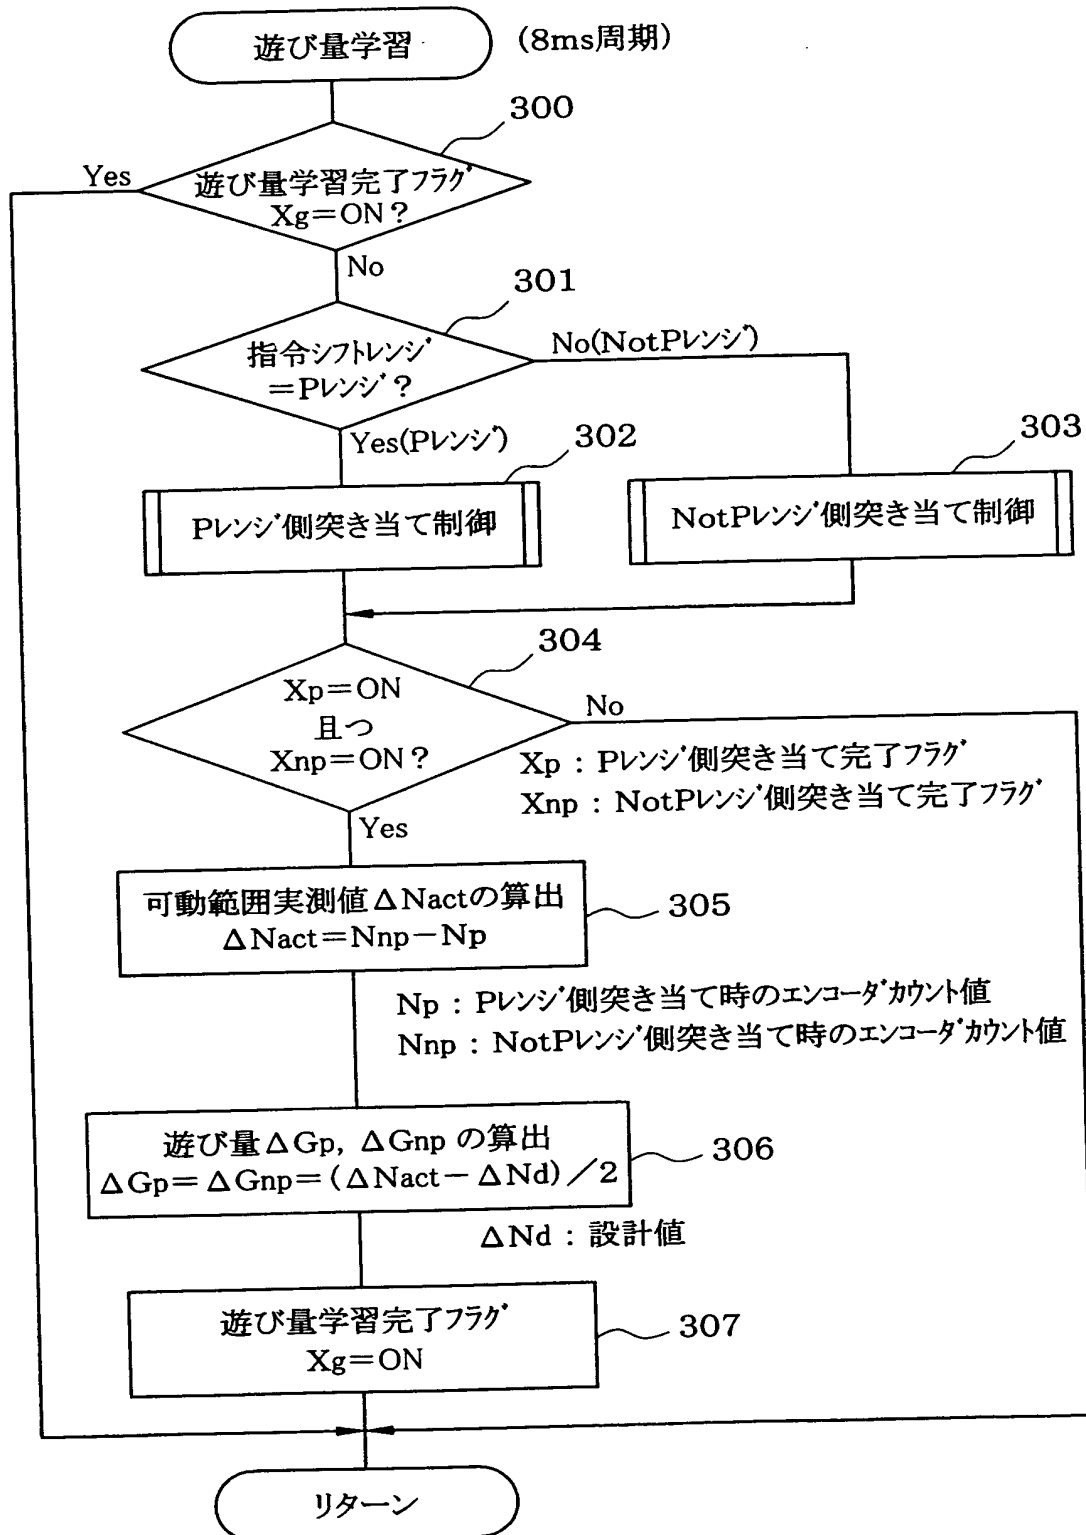 遊び量学習
(8ms周期)
300
Yes
遊び量学習完了フラグ
Xg=ON?
No
301
指令シフトレンジ
=Pレンジ?
No(NotPレンジ)
Yes(Pレンジ)
302
303
Pレンジ側突き当て制御
NotPレンジ側突き当て制御
304
Xp=ON
且つ
Xnp=ON?
No
Xp:Pレンジ側突き当て完了フラグ
Xnp:NotPレンジ側突き当て完了フラグ
Yes
可動範囲実測値ΔNactの算出
ΔNact=Nnp-Np
305
Np:Pレンジ側突き当て時のエンコーダカウント値
Nnp:NotPレンジ側突き当て時のエンコーダカウント値
遊び量ΔGp, ΔGnp の算出
ΔGp=ΔGnp=(ΔNact-ΔNd)/2
306
ΔNd:設計値
遊び量学習完了フラグ
Xg=ON
307
リターン